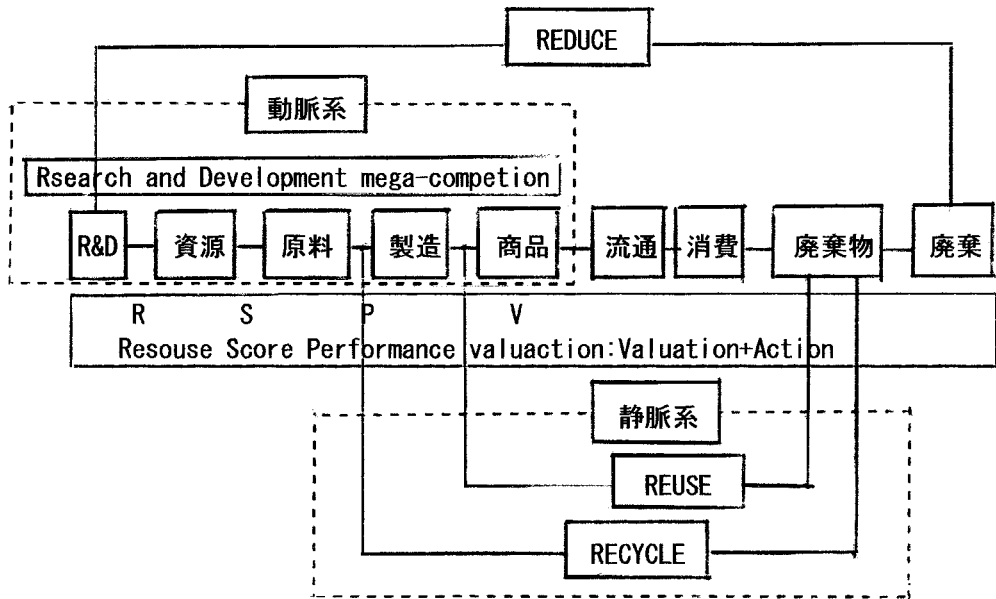 REDUCE
動脈系
Rsearch and Development mega-competion
R&D 資源 原料 製造 商品 流通 消費 廃棄物 廃棄
R S P V
Resouse Score Performance valuaction:Valuation+Action
静脈系
REUSE
RECYCLE